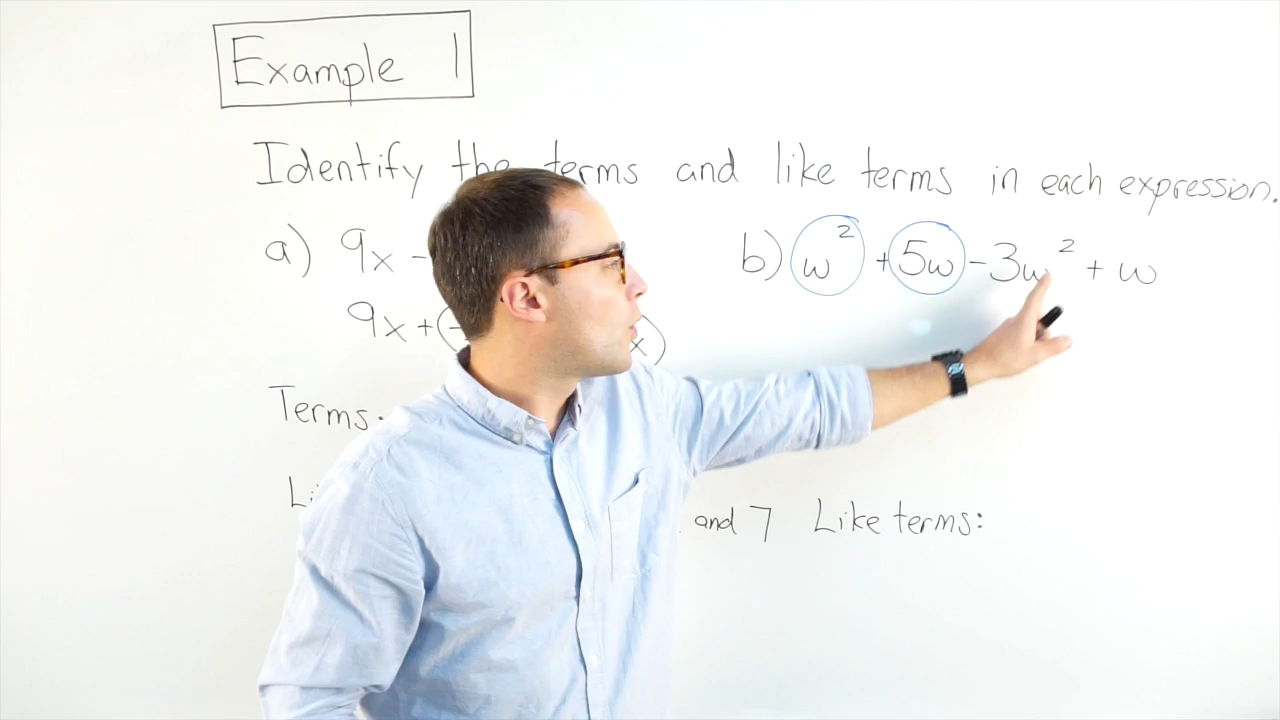 Example 1
Identify the terms and like terms in each expression.
a) 9x -
b) w² + 5w - 3w² + w
9x + (- x)
Terms:
and 7
Like terms: